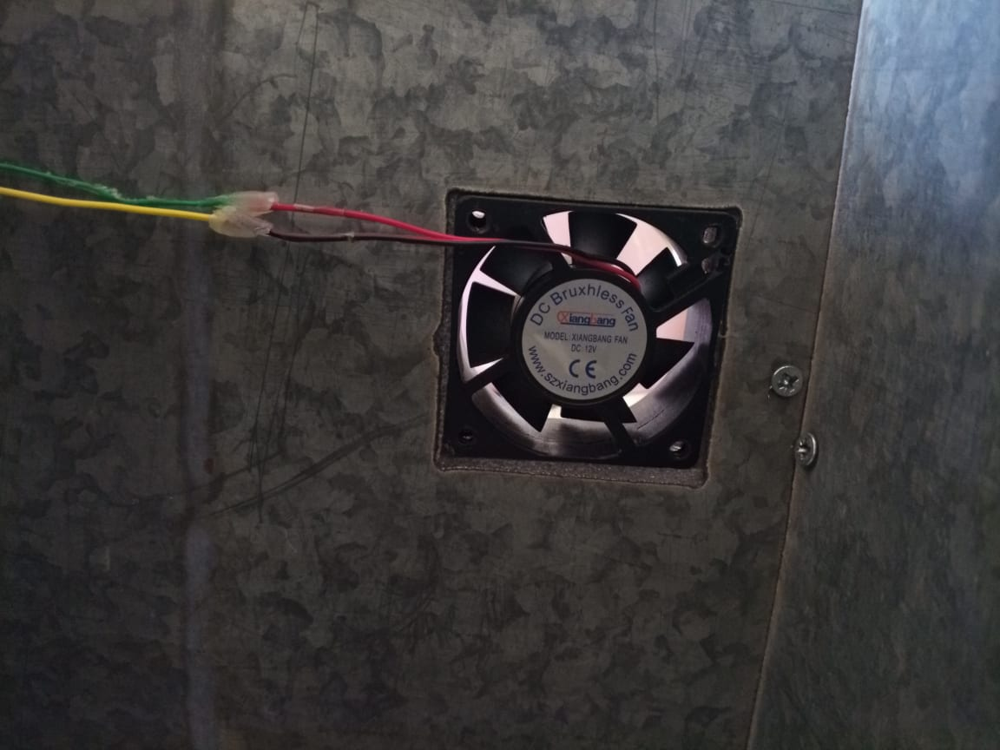 DC Bruxhless Fan
Xiangbang
MODEL: XIANGBANG FAN
DC 12V
CE
www.szxiangbang.com